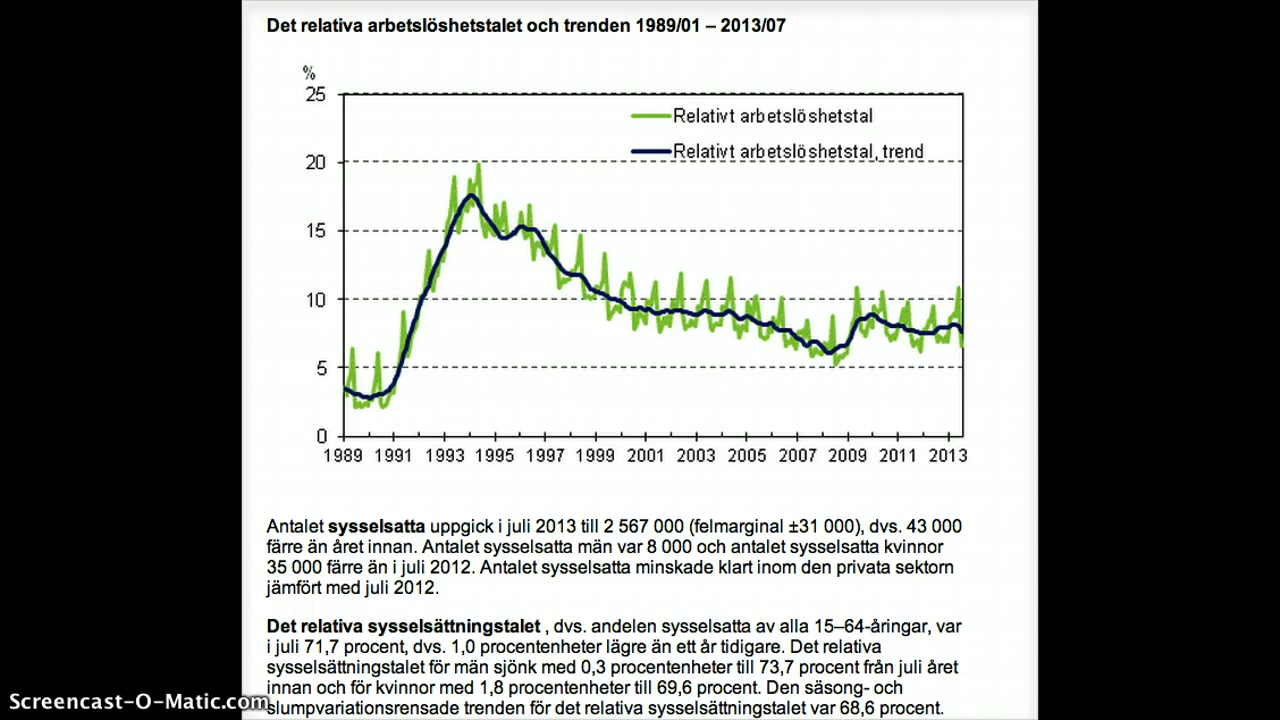 Det relativa arbetslöshetstalet och trenden 1989/01 – 2013/07
%
25
Relativt arbetslöshetstal
Relativt arbetslöshetstal, trend
20
15
10
5
0
1989 1991 1993 1995 1997 1999 2001 2003 2005 2007 2009 2011 2013
Antalet sysselsatta uppgick i juli 2013 till 2 567 000 (felmarginal ±31 000), dvs. 43 000
färre än året innan. Antalet sysselsatta män var 8 000 och antalet sysselsatta kvinnor
35 000 färre än i juli 2012. Antalet sysselsatta minskade klart inom den privata sektorn
jämfört med juli 2012.
Det relativa sysselsättningstalet , dvs. andelen sysselsatta av alla 15–64-åringar, var
i juli 71,7 procent, dvs. 1,0 procentenheter lägre än ett år tidigare. Det relativa
sysselsättningstalet för män sjönk med 0,3 procentenheter till 73,7 procent från juli året
innan och för kvinnor med 1,8 procentenheter till 69,6 procent. Den säsong- och
slumpvariationsrensade trenden för det relativa sysselsättningstalet var 68,6 procent.
Screencast-O-Matic.com